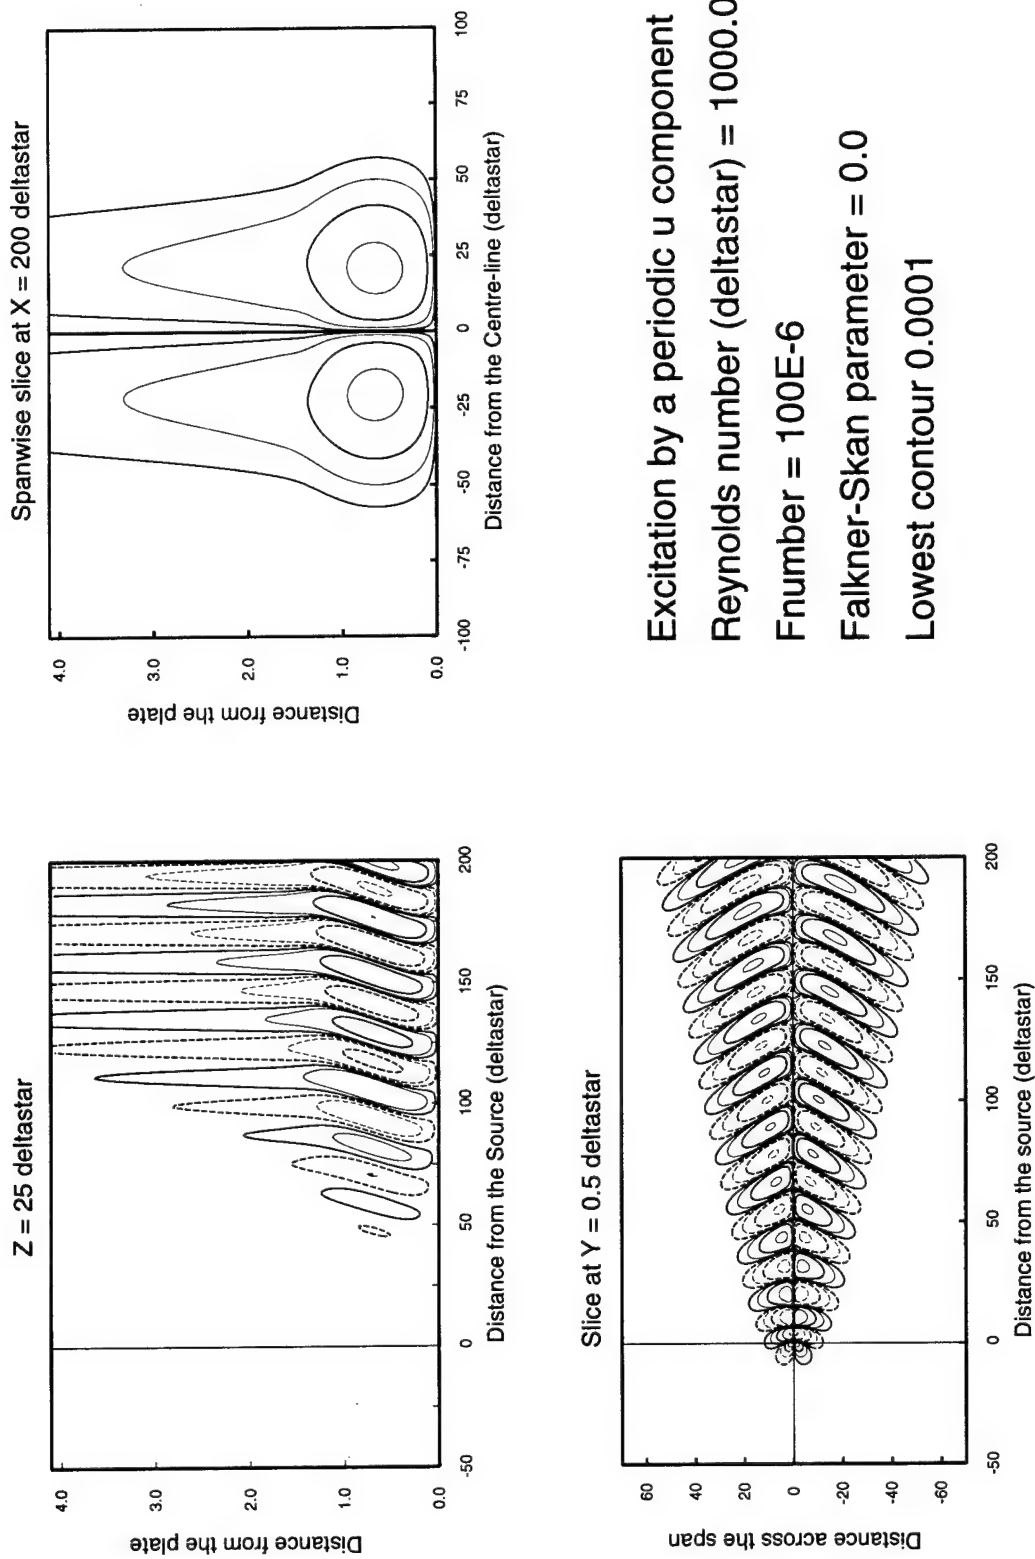 Z = 25 deltastar
4.0
3.0
2.0
1.0
0.0
Distance from the plate
-50
0
50
100
150
200
Distance from the Source (deltastar)
Spanwise slice at X = 200 deltastar
4.0
3.0
2.0
1.0
0.0
Distance from the plate
-100
-75
-50
-25
0
25
50
75
100
Distance from the Centre-line (deltastar)
Slice at Y = 0.5 deltastar
60
40
20
0
-20
-40
-60
Distance across the span
-50
0
50
100
150
200
Distance from the source (deltastar)
Excitation by a periodic u component
Reynolds number (deltastar) = 1000.0
Fnumber = 100E-6
Falkner-Skan parameter = 0.0
Lowest contour 0.0001